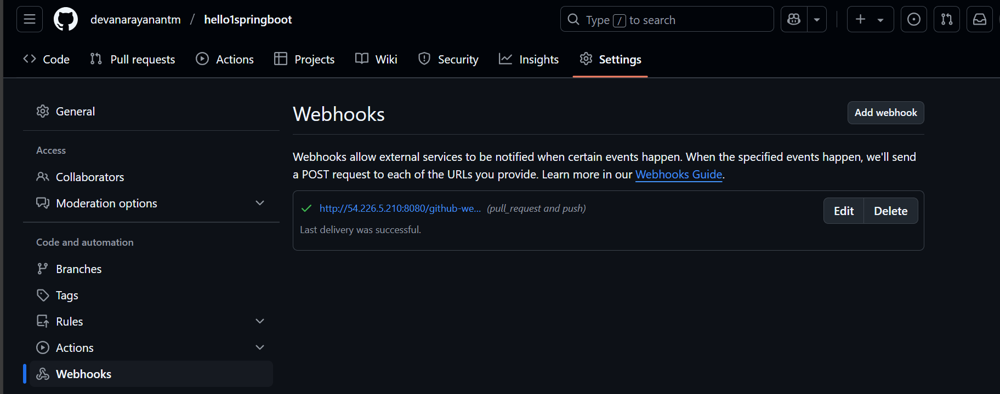 devanarayanantm / hello1springboot
Type / to search
Code Pull requests Actions Projects Wiki Security Insights Settings
General
Access
Collaborators
Moderation options
Code and automation
Branches
Tags
Rules
Actions
Webhooks
Webhooks
Add webhook
Webhooks allow external services to be notified when certain events happen. When the specified events happen, we'll send
a POST request to each of the URLs you provide. Learn more in our Webhooks Guide.
http://54.226.5.210:8080/github-we... (pull_request and push)
Edit Delete
Last delivery was successful.